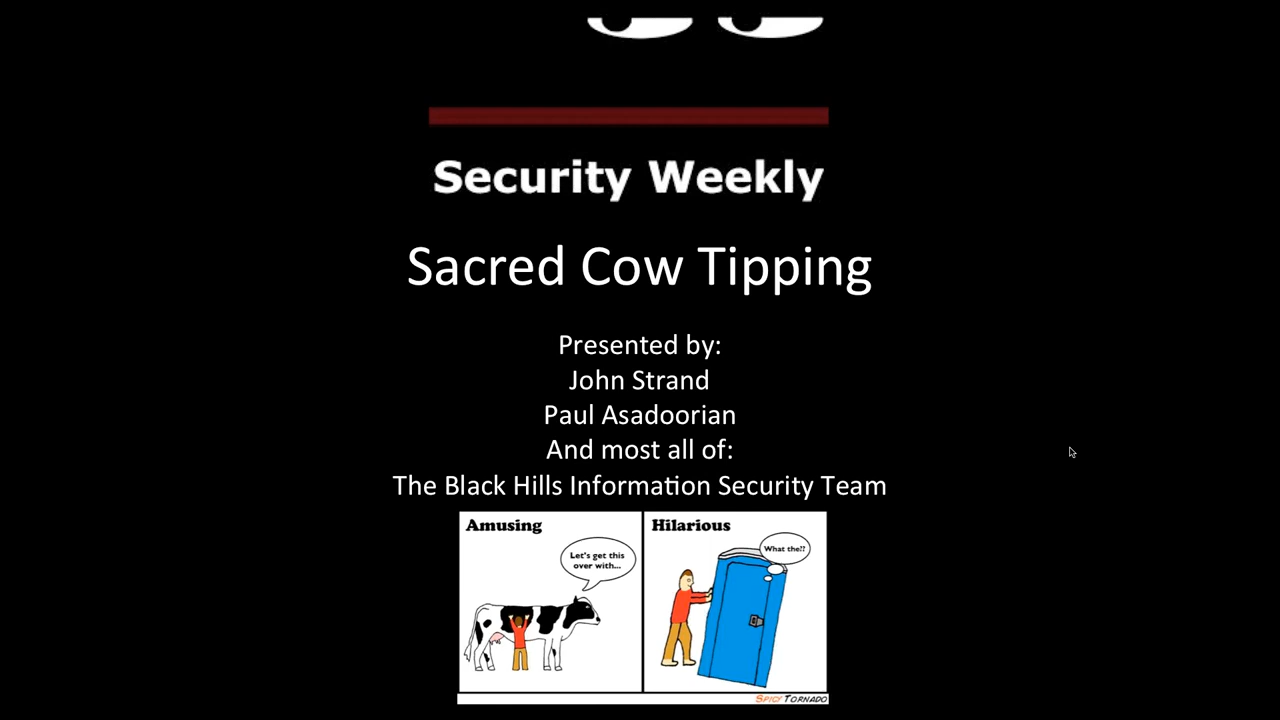 Security Weekly
Sacred Cow Tipping
Presented by:
John Strand
Paul Asadoorian
And most all of:
The Black Hills Information Security Team
Amusing
Let's get this
over with...
Hilarious
What the??
SPICY TORNADO